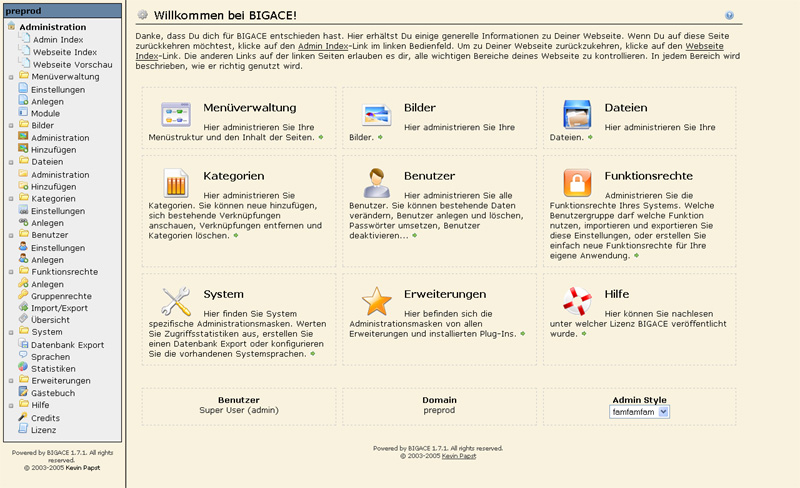 preprod
Administration
Admin Index
Webseite Index
Webseite Vorschau
Menüverwaltung
Einstellungen
Anlegen
Module
Bilder
Administration
Hinzufügen
Dateien
Administration
Hinzufügen
Kategorien
Einstellungen
Anlegen
Benutzer
Einstellungen
Anlegen
Funktionsrechte
Anlegen
Gruppenrechte
Import/Export
Übersicht
System
Datenbank Export
Sprachen
Statistiken
Erweiterungen
Gästebuch
Hilfe
Credits
Lizenz
Powered by BIGACE 1.7.1. All rights
reserved.
© 2003-2005 Kevin Papst
Willkommen bei BIGACE!
Danke, dass Du dich für BIGACE entschieden hast. Hier erhältst Du einige generelle Informationen zu Deiner Webseite. Wenn Du auf diese Seite
zurückkehren möchtest, klicke auf den Admin Index-Link im linken Bedienfeld. Um zu Deiner Webseite zurückzukehren, klicke auf den Webseite
Index-Link. Die anderen Links auf der linken Seiten erlauben es dir, alle wichtigen Bereiche deines Webseite zu kontrollieren. In jedem Bereich wird
beschrieben, wie er richtig genutzt wird.
Menüverwaltung
Hier administrieren Sie Ihre
Menüstruktur und den Inhalt der Seiten.
Bilder
Hier administrieren Sie Ihre
Bilder.
Dateien
Hier administrieren Sie Ihre
Dateien.
Kategorien
Hier administrieren Sie
Kategorien. Sie können neue hinzufügen,
sich bestehende Verknüpfungen
anschauen, Verknüpfungen entfernen und
Kategorien löschen.
Benutzer
Hier administrieren Sie alle
Benutzer. Sie können bestehende Daten
verändern, Benutzer anlegen und löschen,
Passwörter umsetzen, Benutzer
deaktivieren...
Funktionsrechte
Administrieren Sie die
Funktionsrechte Ihres Systems. Welche
Benutzergruppe darf welche Funktion
nutzen, importieren und exportieren Sie
diese Einstellungen, oder erstellen Sie
einfach neue Funktionsrechte für Ihre
eigene Anwendung.
System
Hier finden Sie System
spezifische Administrationsmasken. Werten
Sie Zugriffsstatistiken aus, erstellen Sie
einen Datenbank Export oder konfigurieren
Sie die vorhandenen Systemsprachen.
Erweiterungen
Hier befinden sich die
Administrationsmasken von allen
Erweiterungen und installierten Plug-Ins.
Hilfe
Hier können Sie nachlesen
unter welcher Lizenz BIGACE veröffentlicht
wurde.
Benutzer
Super User (admin)
Domain
preprod
Admin Style
famfamfam
Powered by BIGACE 1.7.1. All rights reserved.
© 2003-2005 Kevin Papst